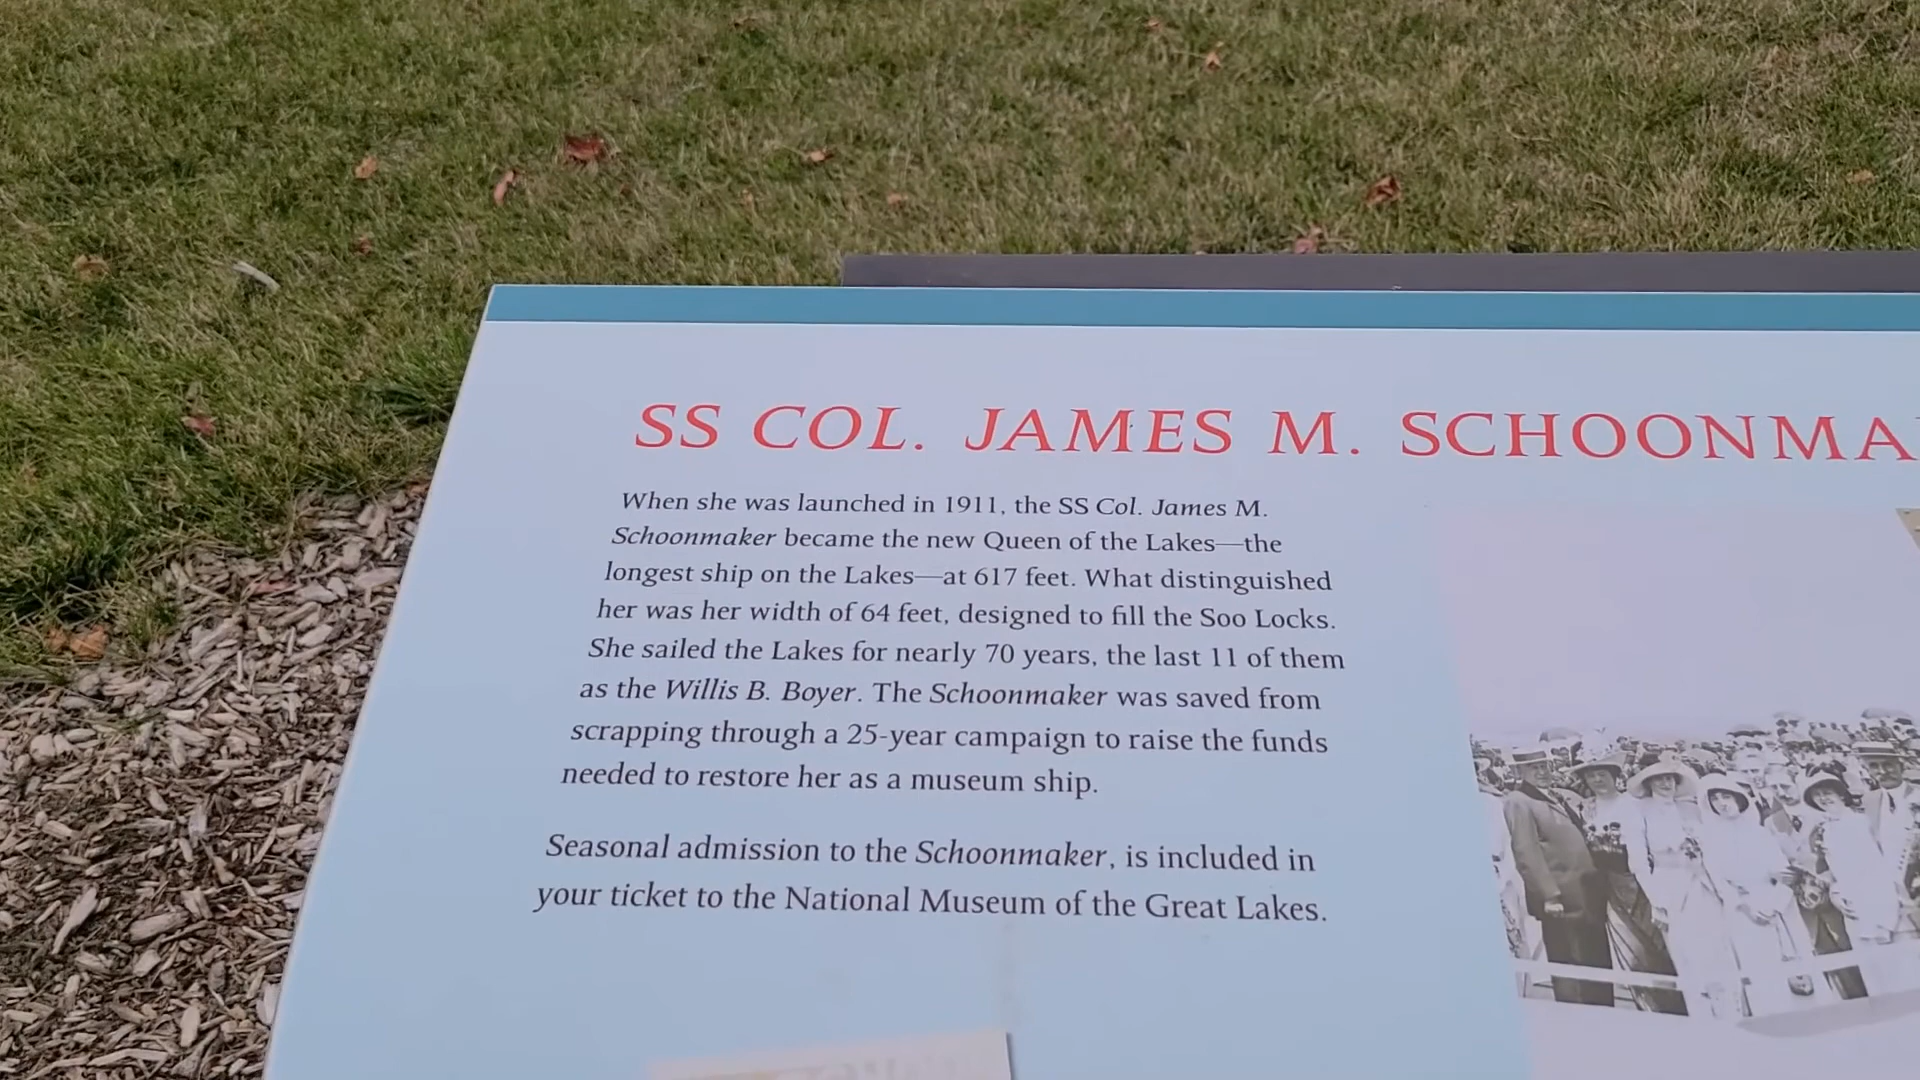 SS COL. JAMES M. SCHOONMA
When she was launched in 1911, the SS Col. James M.
Schoonmaker became the new Queen of the Lakes—the
longest ship on the Lakes—at 617 feet. What distinguished
her was her width of 64 feet, designed to fill the Soo Locks.
She sailed the Lakes for nearly 70 years, the last 11 of them
as the Willis B. Boyer. The Schoonmaker was saved from
scrapping through a 25-year campaign to raise the funds
needed to restore her as a museum ship.
Seasonal admission to the Schoonmaker, is included in
your ticket to the National Museum of the Great Lakes.